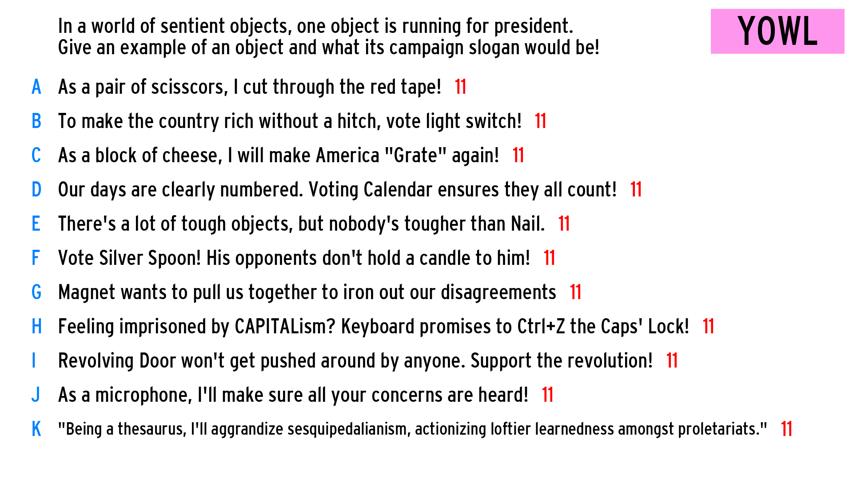 In a world of sentient objects, one object is running for president.
Give an example of an object and what its campaign slogan would be!
YOWL
A As a pair of scisscors, I cut through the red tape! 11
B To make the country rich without a hitch, vote light switch! 11
C As a block of cheese, I will make America "Grate" again! 11
D Our days are clearly numbered. Voting Calendar ensures they all count! 11
E There's a lot of tough objects, but nobody's tougher than Nail. 11
F Vote Silver Spoon! His opponents don't hold a candle to him! 11
G Magnet wants to pull us together to iron out our disagreements 11
H Feeling imprisoned by CAPITALism? Keyboard promises to Ctrl+Z the Caps' Lock! 11
I Revolving Door won't get pushed around by anyone. Support the revolution! 11
J As a microphone, I'll make sure all your concerns are heard! 11
K "Being a thesaurus, I'll aggrandize sesquipedalianism, actionizing loftier learnedness amongst proletariats." 11